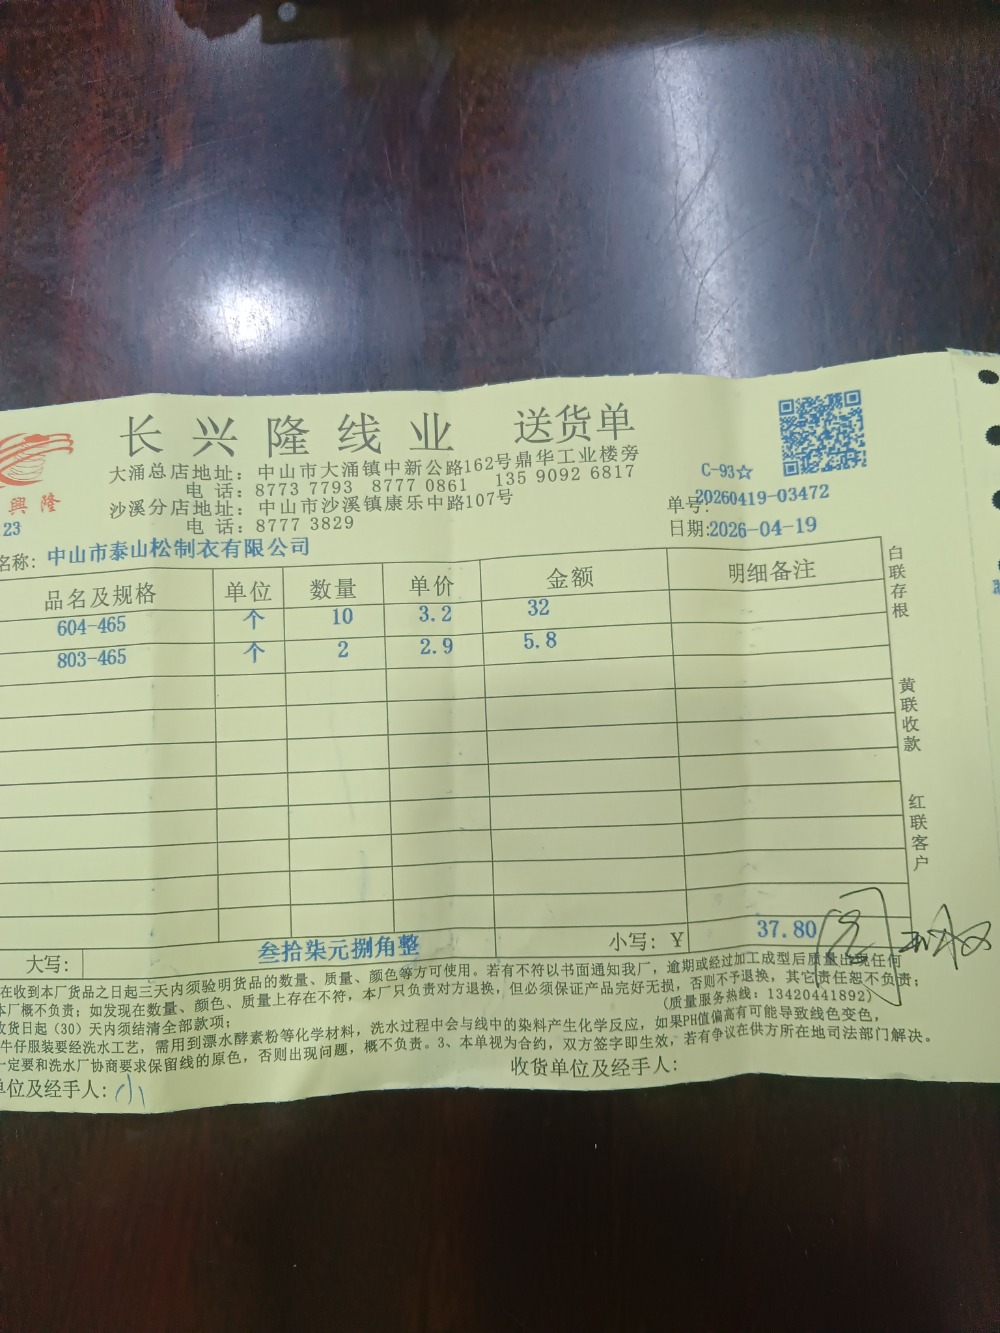 长兴隆线业 送货单
大涌总店地址：中山市大涌镇中新公路162号鼎华工业楼旁
电 话：8773 7793 8777 0861 135 9092 6817
沙溪分店地址：中山市沙溪镇康乐中路107号
电 话：8777 3829
興 隆
C-93☆
单号:20260419-03472
日期:2026-04-19
23
名称: 中山市泰山松制衣有限公司
品名及规格 单位 数量 单价 金额 明细备注
604-465 个 10 3.2 32
803-465 个 2 2.9 5.8
白联存根
黄联收款
红联客户
大写: 叁拾柒元捌角整 小写: ￥ 37.80
在收到本厂货品之日起三天内须验明货品的数量、质量、颜色等方可使用。若有不符以书面通知我厂，逾期或经过加工成型后质量出现任何
本厂概不负责；如发现在数量、颜色、质量上存在不符，本厂只负责对方退换，但必须保证产品完好无损，否则不予退换，其它责任恕不负责；
收货日起（30）天内须结清全部款项； （质量服务热线：13420441892）
牛仔服装要经洗水工艺，需用到漂水酵素粉等化学材料，洗水过程中会与线中的染料产生化学反应，如果PH值偏高有可能导致线色变色，
一定要和洗水厂协商要求保留线的原色，否则出现问题，概不负责。3、本单视为合约，双方签字即生效，若有争议在供方所在地司法部门解决。
单位及经手人: 小 收货单位及经手人: